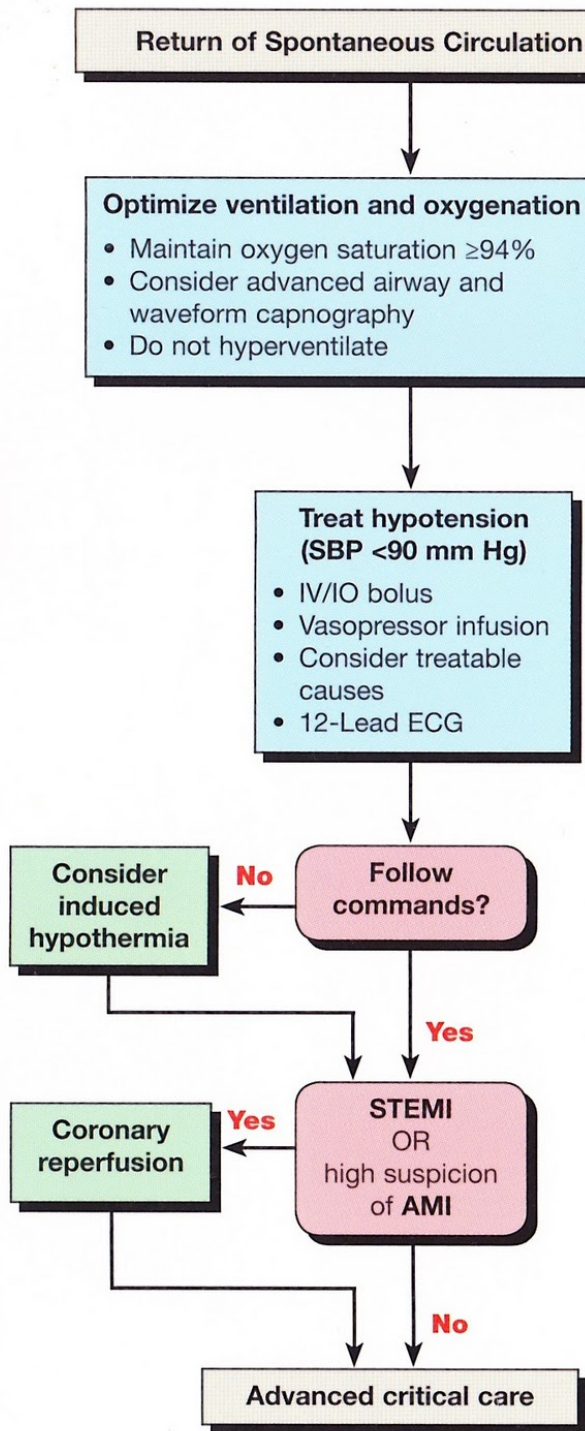 Return of Spontaneous Circulation
Optimize ventilation and oxygenation
• Maintain oxygen saturation ≥94%
• Consider advanced airway and
waveform capnography
• Do not hyperventilate
Treat hypotension
(SBP <90 mm Hg)
• IV/IO bolus
• Vasopressor infusion
• Consider treatable
causes
• 12-Lead ECG
Follow
commands?
No
Consider
induced
hypothermia
Yes
STEMI
OR
high suspicion
of AMI
Yes
Coronary
reperfusion
No
Advanced critical care